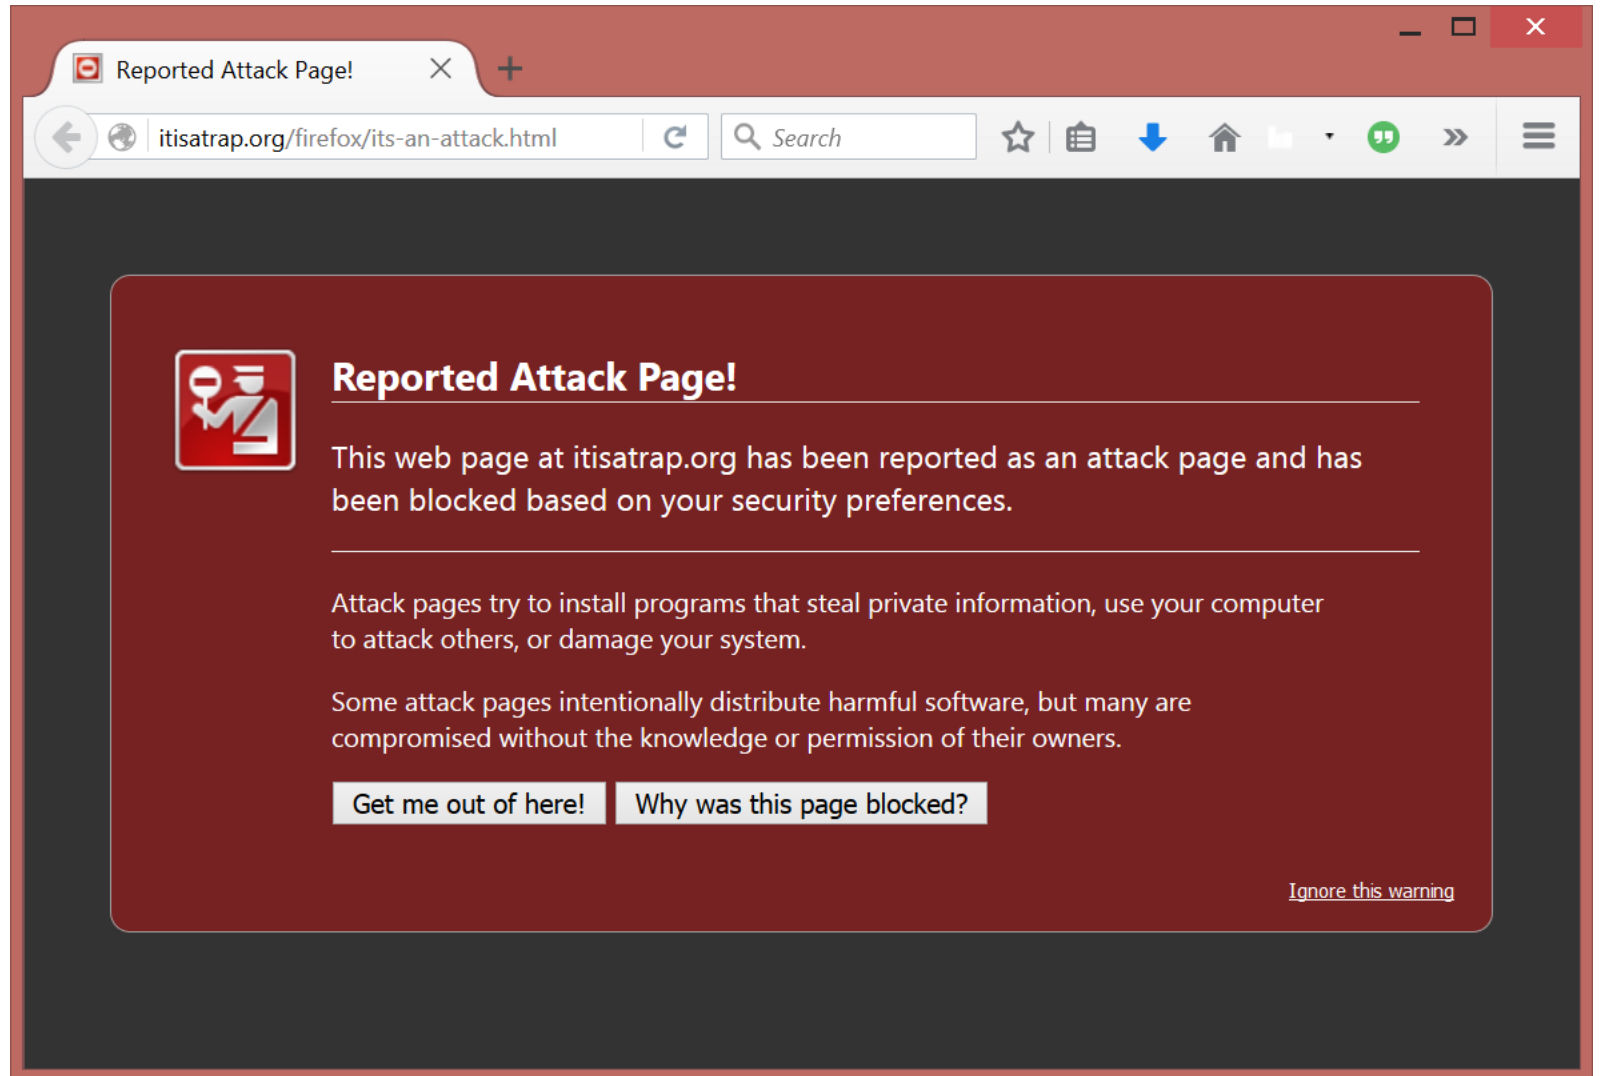 Reported Attack Page!
itisatrap.org/firefox/its-an-attack.html
Search
Reported Attack Page!
This web page at itisatrap.org has been reported as an attack page and has
been blocked based on your security preferences.
Attack pages try to install programs that steal private information, use your computer
to attack others, or damage your system.
Some attack pages intentionally distribute harmful software, but many are
compromised without the knowledge or permission of their owners.
Get me out of here! Why was this page blocked?
Ignore this warning